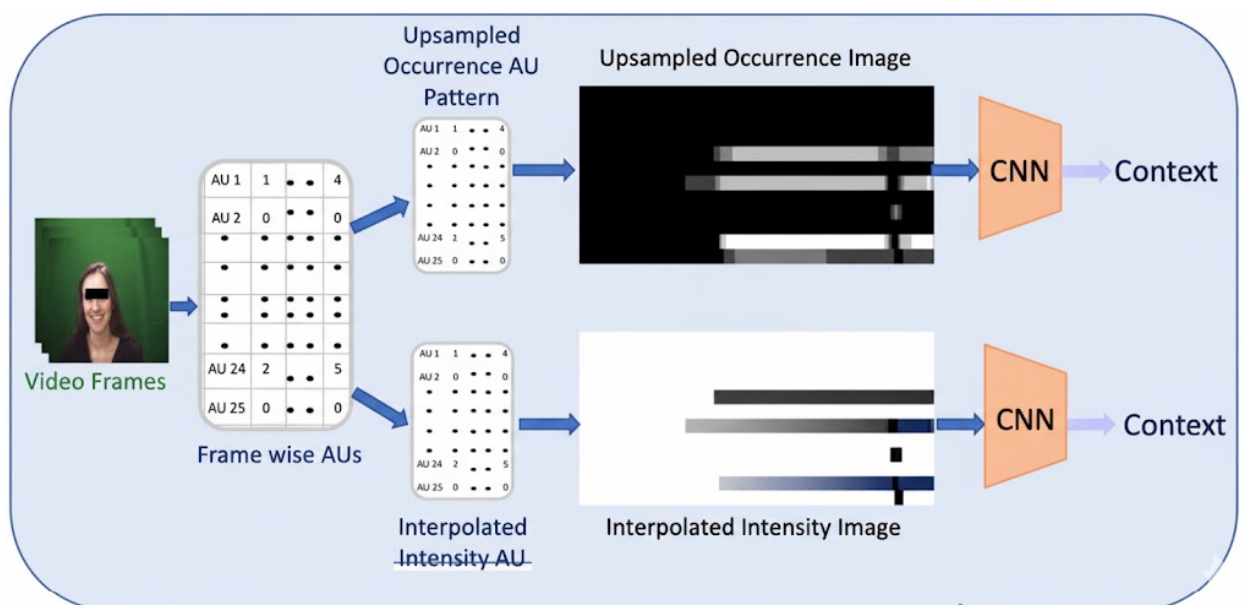 Upsampled
Occurrence AU
Pattern
Upsampled Occurrence Image
AU 1 1 4
AU 2 0 0
AU 24 2 5
AU 25 0 0
CNN
Context
AU 1 1 4
AU 2 0 0
AU 24 2 5
AU 25 0 0
Video Frames
Frame wise AUs
AU 1 1 4
AU 2 0 0
AU 24 2 5
AU 25 0 0
CNN
Context
Interpolated
Intensity AU
Interpolated Intensity Image